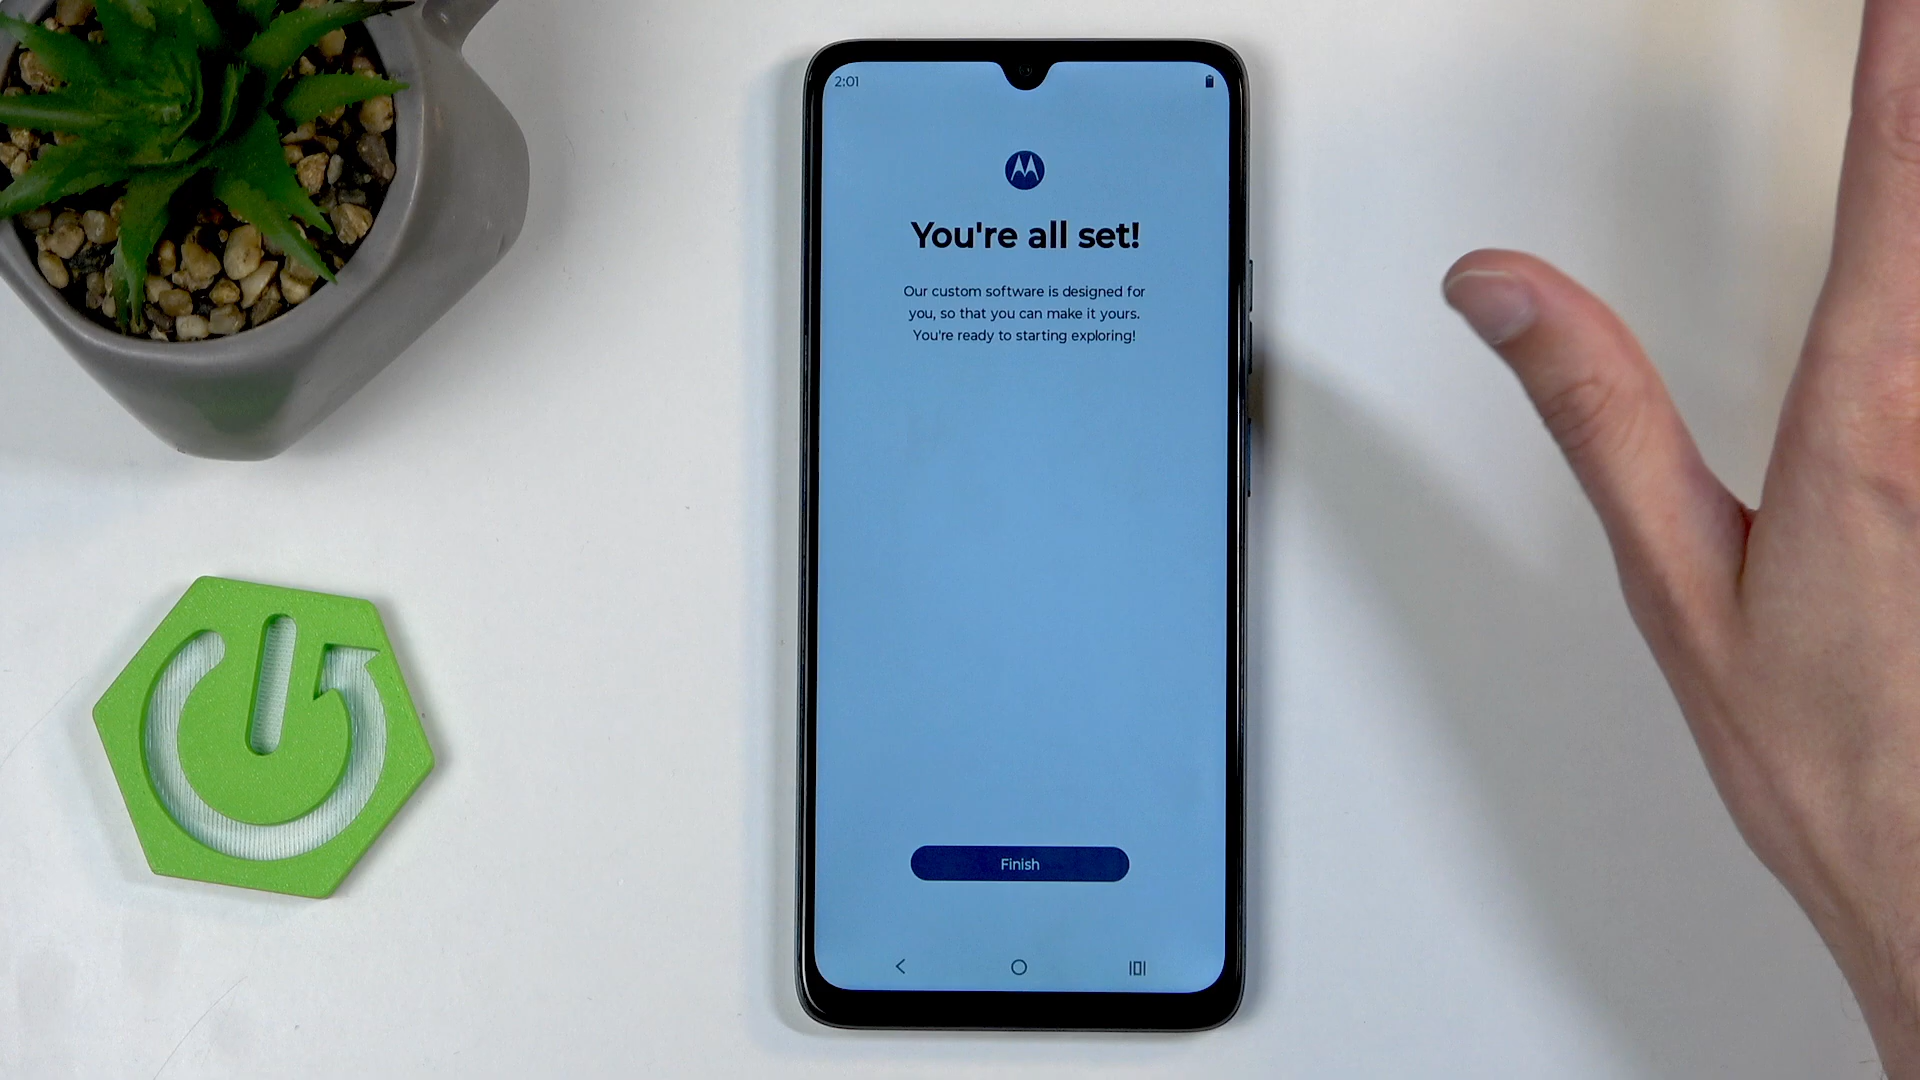 2:01
You're all set!
Our custom software is designed for
you, so that you can make it yours.
You're ready to starting exploring!
Finish